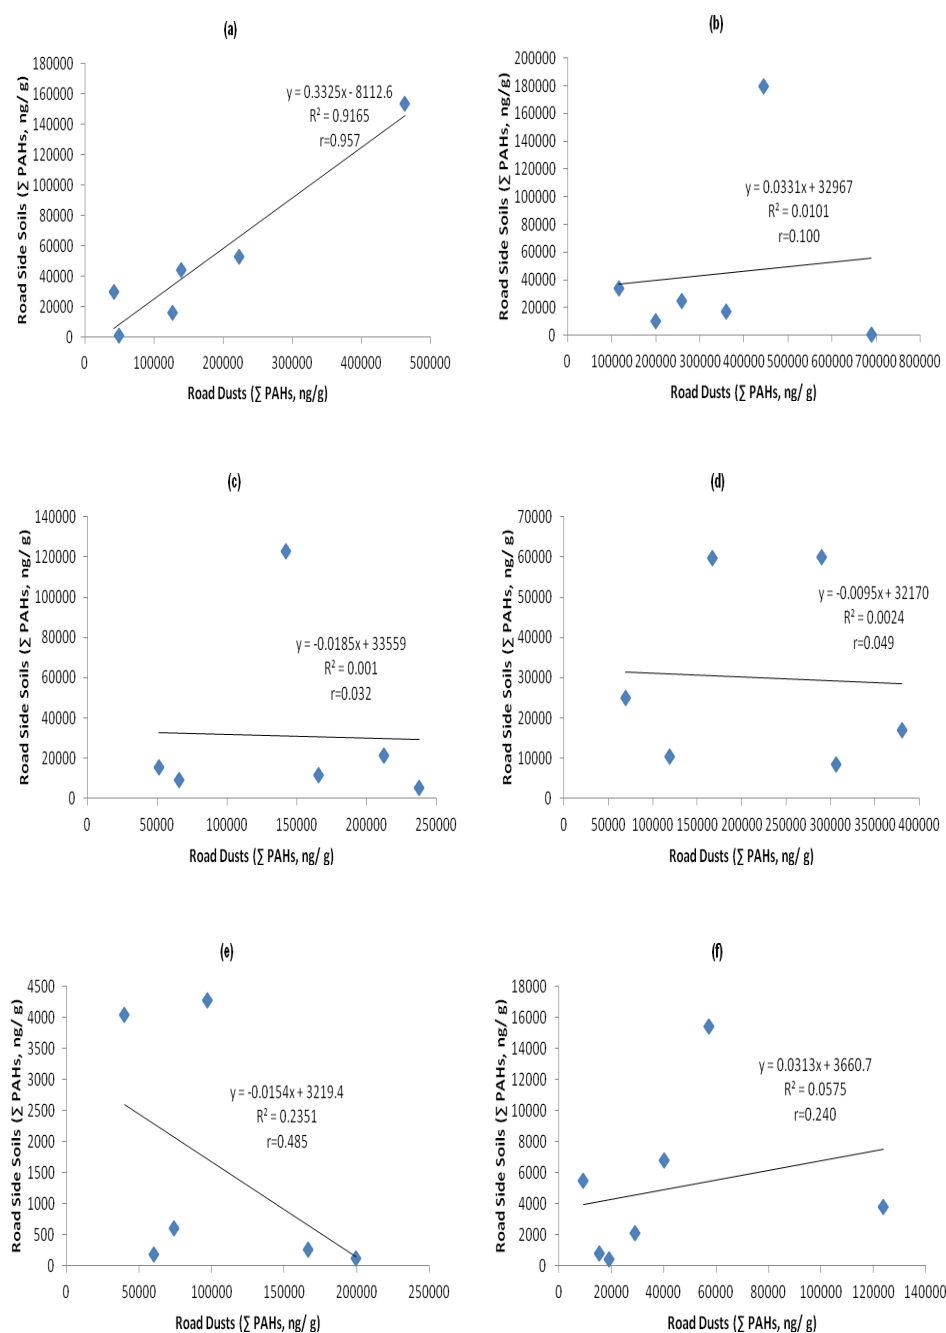 (a)
Road Side Soils (∑ PAHs, ng/ g)
180000
160000
140000
120000
100000
80000
60000
40000
20000
0
y = 0.3325x - 8112.6
R² = 0.9165
r=0.957
0 100000 200000 300000 400000 500000
Road Dusts (∑ PAHs, ng/g)
(b)
Road Side Soils (∑ PAHs, ng/g)
200000
180000
160000
140000
120000
100000
80000
60000
40000
20000
0
y = 0.0331x + 32967
R² = 0.0101
r=0.100
0 100000 200000 300000 400000 500000 600000 700000 800000
Road Dusts (∑ PAHs, ng/ g)
(c)
Road Side Soils (∑ PAHs, ng/ g)
140000
120000
100000
80000
60000
40000
20000
0
y = -0.0185x + 33559
R² = 0.001
r=0.032
0 50000 100000 150000 200000 250000
Road Dusts (∑ PAHs, ng/ g)
(d)
Road Side Soils (∑ PAHs, ng/ g)
70000
60000
50000
40000
30000
20000
10000
0
y = -0.0095x + 32170
R² = 0.0024
r=0.049
0 50000 100000 150000 200000 250000 300000 350000 400000
Road Dusts (∑ PAHs, ng/ g)
(e)
Road Side Soils (∑ PAHs, ng/ g)
4500
4000
3500
3000
2500
2000
1500
1000
500
0
y = -0.0154x + 3219.4
R² = 0.2351
r=0.485
0 50000 100000 150000 200000 250000
Road Dusts (∑ PAHs, ng/ g)
(f)
Road Side Soils (∑ PAHs, ng/ g)
18000
16000
14000
12000
10000
8000
6000
4000
2000
0
y = 0.0313x + 3660.7
R² = 0.0575
r=0.240
0 20000 40000 60000 80000 100000 120000 140000
Road Dusts (∑ PAHs, ng/ g)